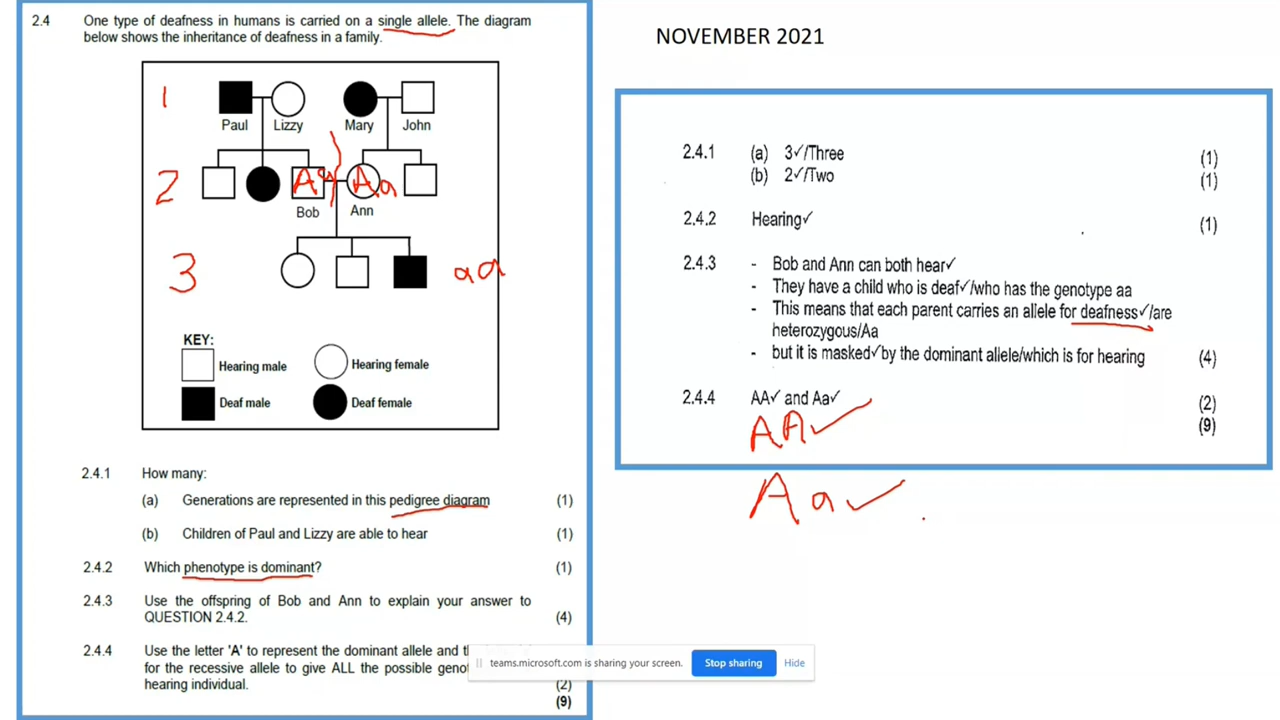 2.4 One type of deafness in humans is carried on a single allele. The diagram
below shows the inheritance of deafness in a family.
1
Paul Lizzy Mary John
2 Aa Aa
Bob Ann
3 aa
KEY:
Hearing male Hearing female
Deaf male Deaf female
2.4.1 How many:
(a) Generations are represented in this pedigree diagram (1)
(b) Children of Paul and Lizzy are able to hear (1)
2.4.2 Which phenotype is dominant? (1)
2.4.3 Use the offspring of Bob and Ann to explain your answer to
QUESTION 2.4.2. (4)
2.4.4 Use the letter 'A' to represent the dominant allele and
for the recessive allele to give ALL the possible
hearing individual. (2)
(9)
NOVEMBER 2021
2.4.1 (a) 3✓/Three (1)
(b) 2✓/Two (1)
2.4.2 Hearing✓ (1)
2.4.3 - Bob and Ann can both hear✓
- They have a child who is deaf✓/who has the genotype aa
- This means that each parent carries an allele for deafness✓/are
heterozygous/Aa
- but it is masked✓by the dominant allele/which is for hearing (4)
2.4.4 AA✓ and Aa✓ (2)
AA✓ (9)
Aa✓
teams.microsoft.com is sharing your screen. Stop sharing Hide